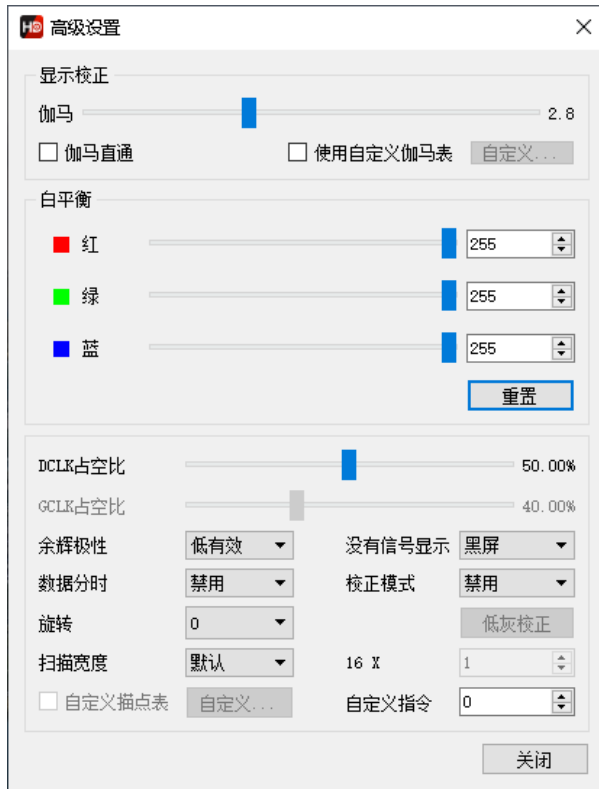 HD 高级设置
显示校正
伽马 2.8
伽马直通 使用自定义伽马表 自定义...
白平衡
红 255
绿 255
蓝 255
重置
DCLK占空比 50.00%
GCLK占空比 40.00%
余辉极性 低有效 没有信号显示 黑屏
数据分时 禁用 校正模式 禁用
旋转 0 低灰校正
扫描宽度 默认 16 X 1
自定义描点表 自定义... 自定义指令 0
关闭